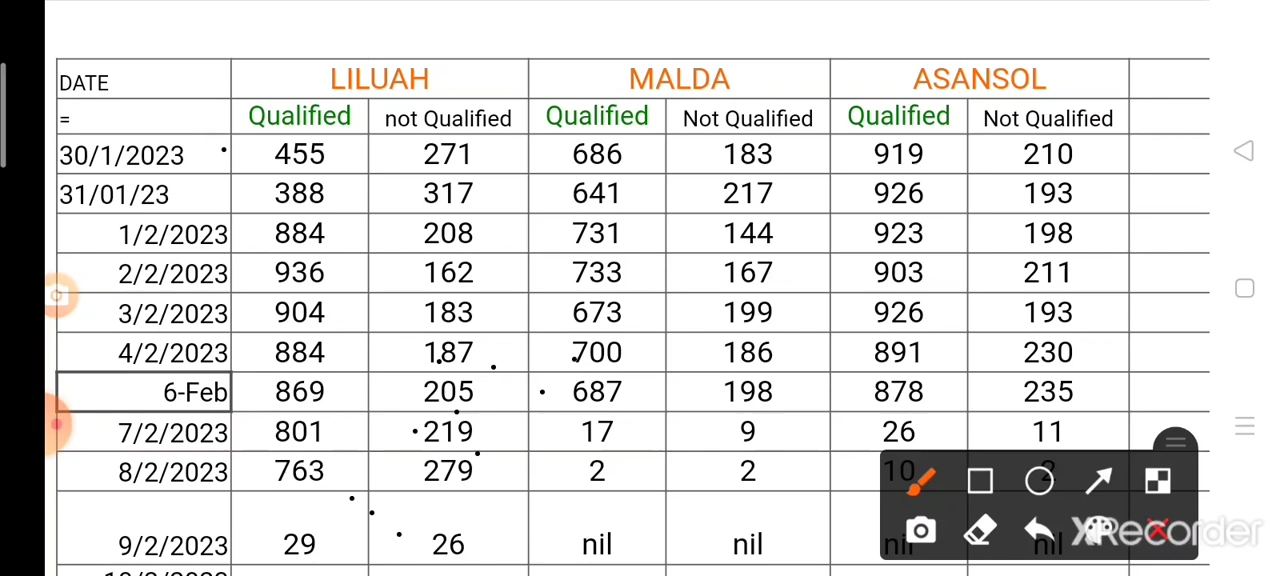 DATE LILUAH MALDA ASANSOL
= Qualified not Qualified Qualified Not Qualified Qualified Not Qualified
30/1/2023 455 271 686 183 919 210
31/01/23 388 317 641 217 926 193
1/2/2023 884 208 731 144 923 198
2/2/2023 936 162 733 167 903 211
3/2/2023 904 183 673 199 926 193
4/2/2023 884 187 700 186 891 230
6-Feb 869 205 687 198 878 235
7/2/2023 801 219 17 9 26 11
8/2/2023 763 279 2 2 10 2
9/2/2023 29 26 nil nil nil nil
XRecorder